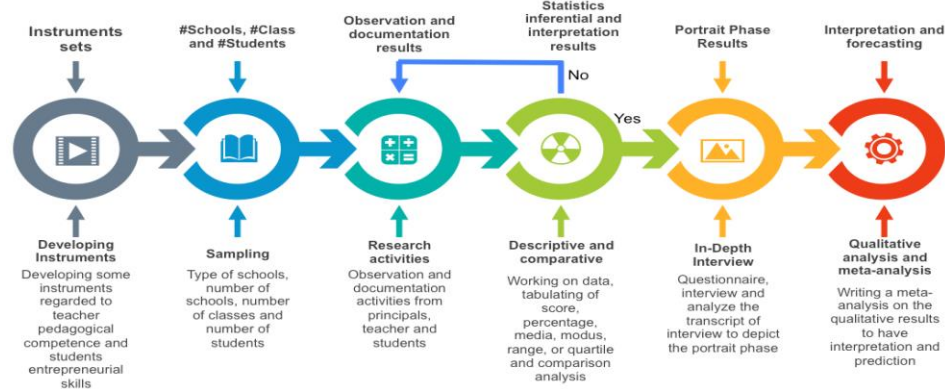 Instruments
sets
#Schools, #Class
and #Students
Observation and
documentation
results
Statistics
inferential and
interpretation
results
Portrait Phase
Results
Interpretation
and forecasting
No
Yes
Developing
Instruments
Developing some
instruments
regarded to
teacher
pedagogical
competence and
students
entrepreneurial
skills
Sampling
Type of schools,
number of
schools, number
of classes and
number of
students
Research
activities
Observation and
documentation
activities from
principals,
teacher and
students
Descriptive and
comparative
Working on data,
tabulating of
score,
percentage,
media, modus,
range, or quartile
and comparison
analysis
In-Depth
Interview
Questionnaire,
interview and
analyze the
transcript of
interview to depict
the portrait phase
Qualitative
analysis and
meta-analysis
Writing a meta-
analysis on the
qualitative results
to have
interpretation and
prediction